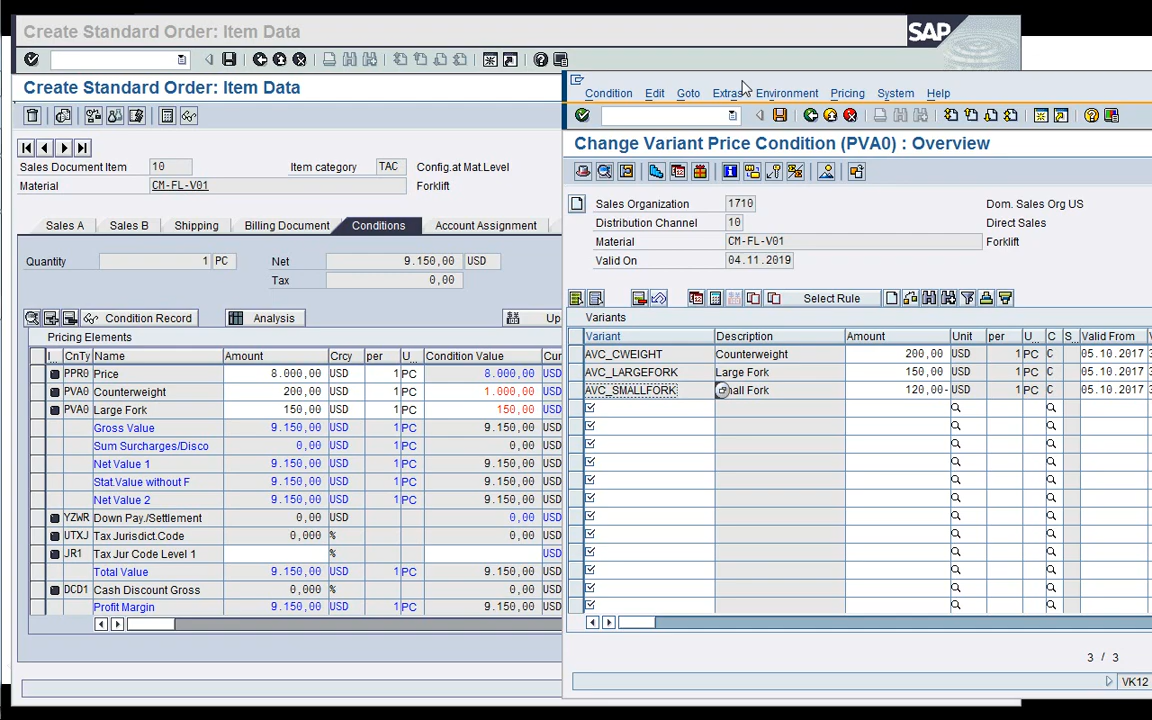 Create Standard Order: Item Data
SAP
Create Standard Order: Item Data
Sales Document Item 10 Item category TAC Config.at Mat.Level
Material CM-FL-V01 Forklift
Sales A Sales B Shipping Billing Document Conditions Account Assignment
Quantity 1 PC Net 9.150,00 USD
Tax 0,00
Condition Record Analysis Up
Pricing Elements
I.. CnTy Name Amount Crcy per U.. Condition Value Cur
PPR0 Price 8.000,00 USD 1 PC 8.000,00 USD
PVA0 Counterweight 200,00 USD 1 PC 1.000,00 USD
PVA0 Large Fork 150,00 USD 1 PC 150,00 USD
Gross Value 9.150,00 USD 1 PC 9.150,00 USD
Sum Surcharges/Disco 0,00 USD 1 PC 0,00 USD
Net Value 1 9.150,00 USD 1 PC 9.150,00 USD
Stat.Value without F 9.150,00 USD 1 PC 9.150,00 USD
Net Value 2 9.150,00 USD 1 PC 9.150,00 USD
YZWR Down Pay./Settlement 0,00 USD 0,00 USD
UTXJ Tax Jurisdict.Code 0,000 % 0,00 USD
JR1 Tax Jur Code Level 1 % USD
Total Value 9.150,00 USD 1 PC 9.150,00 USD
DCD1 Cash Discount Gross 0,000 % 0,00 USD
Profit Margin 9.150,00 USD 1 PC 9.150,00 USD
Condition Edit Goto Extras Environment Pricing System Help
Change Variant Price Condition (PVA0) : Overview
Sales Organization 1710 Dom. Sales Org US
Distribution Channel 10 Direct Sales
Material CM-FL-V01 Forklift
Valid On 04.11.2019
Select Rule
Variants
Variant Description Amount Unit per U.. C S.. Valid From
AVC_CWEIGHT Counterweight 200,00 USD 1 PC C 05.10.2017
AVC_LARGEFORK Large Fork 150,00 USD 1 PC C 05.10.2017
AVC_SMALLFORK mall Fork 120,00- USD 1 PC C 05.10.2017
3 / 3
VK12